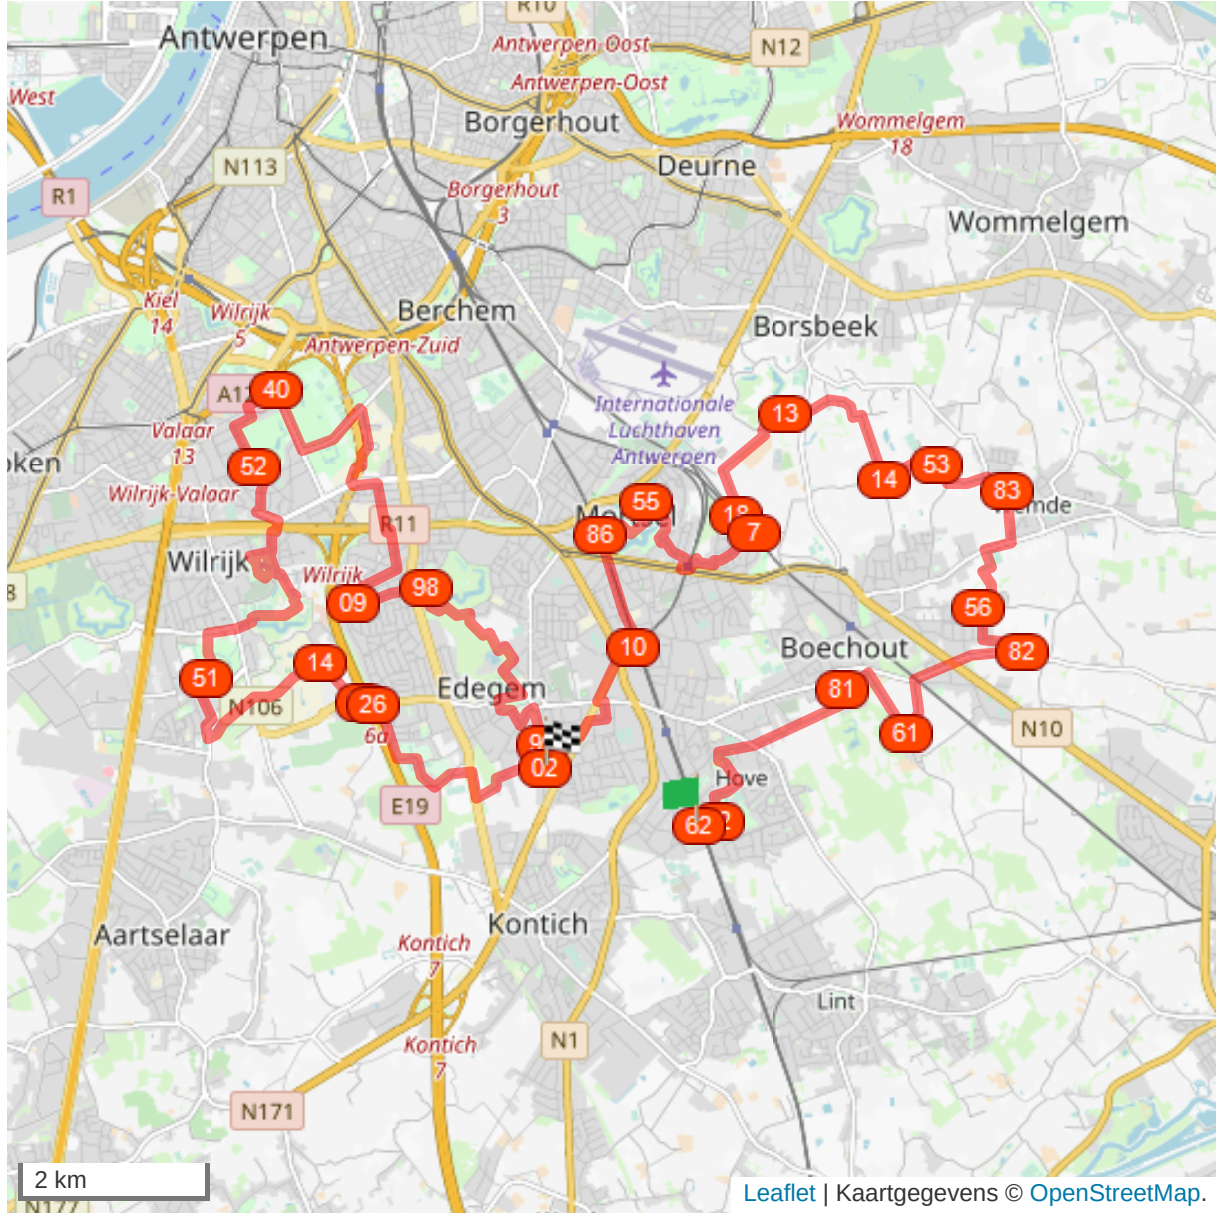 R10
Antwerpen
Antwerpen-Oost
N12
Antwerpen-Oost
West
Borgerhout
Wommelgem
18
Deurne
N113
R1
Borgerhout
3
Wommelgem
Kiel
14
Wilrijk
5
Berchem
Borsbeek
Antwerpen-Zuid
40
Internationale
Luchthaven
Antwerpen
13
Valaar
13
52
53
14
83
Wilrijk-Valaar
55
18
7
R11
86
Wilrijk
Wilrijk
98
09
56
10
Boechout
82
14
51
Edegem
81
N106
26
6a
61
N10
02
Hove
E19
62
Kontich
Aartselaar
Kontich
7
Lint
N1
Kontich
7
N171
2 km
N177
Leaflet | Kaartgegevens © OpenStreetMap.